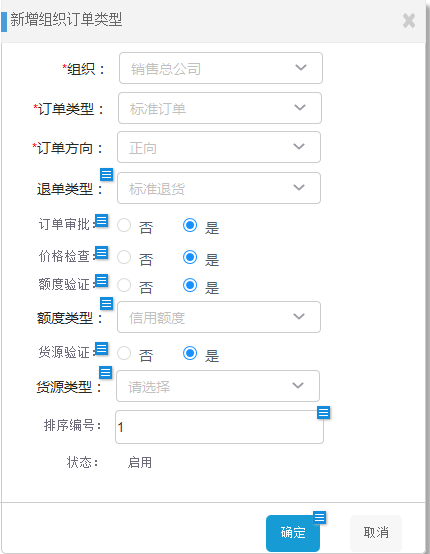 新增组织订单类型
*组织： 销售总公司
*订单类型： 标准订单
*订单方向： 正向
退单类型： 标准退货
订单审批： 否 是
价格检查： 否 是
额度验证： 否 是
额度类型： 信用额度
货源验证： 否 是
货源类型： 请选择
排序编号： 1
状态： 启用
确定 取消